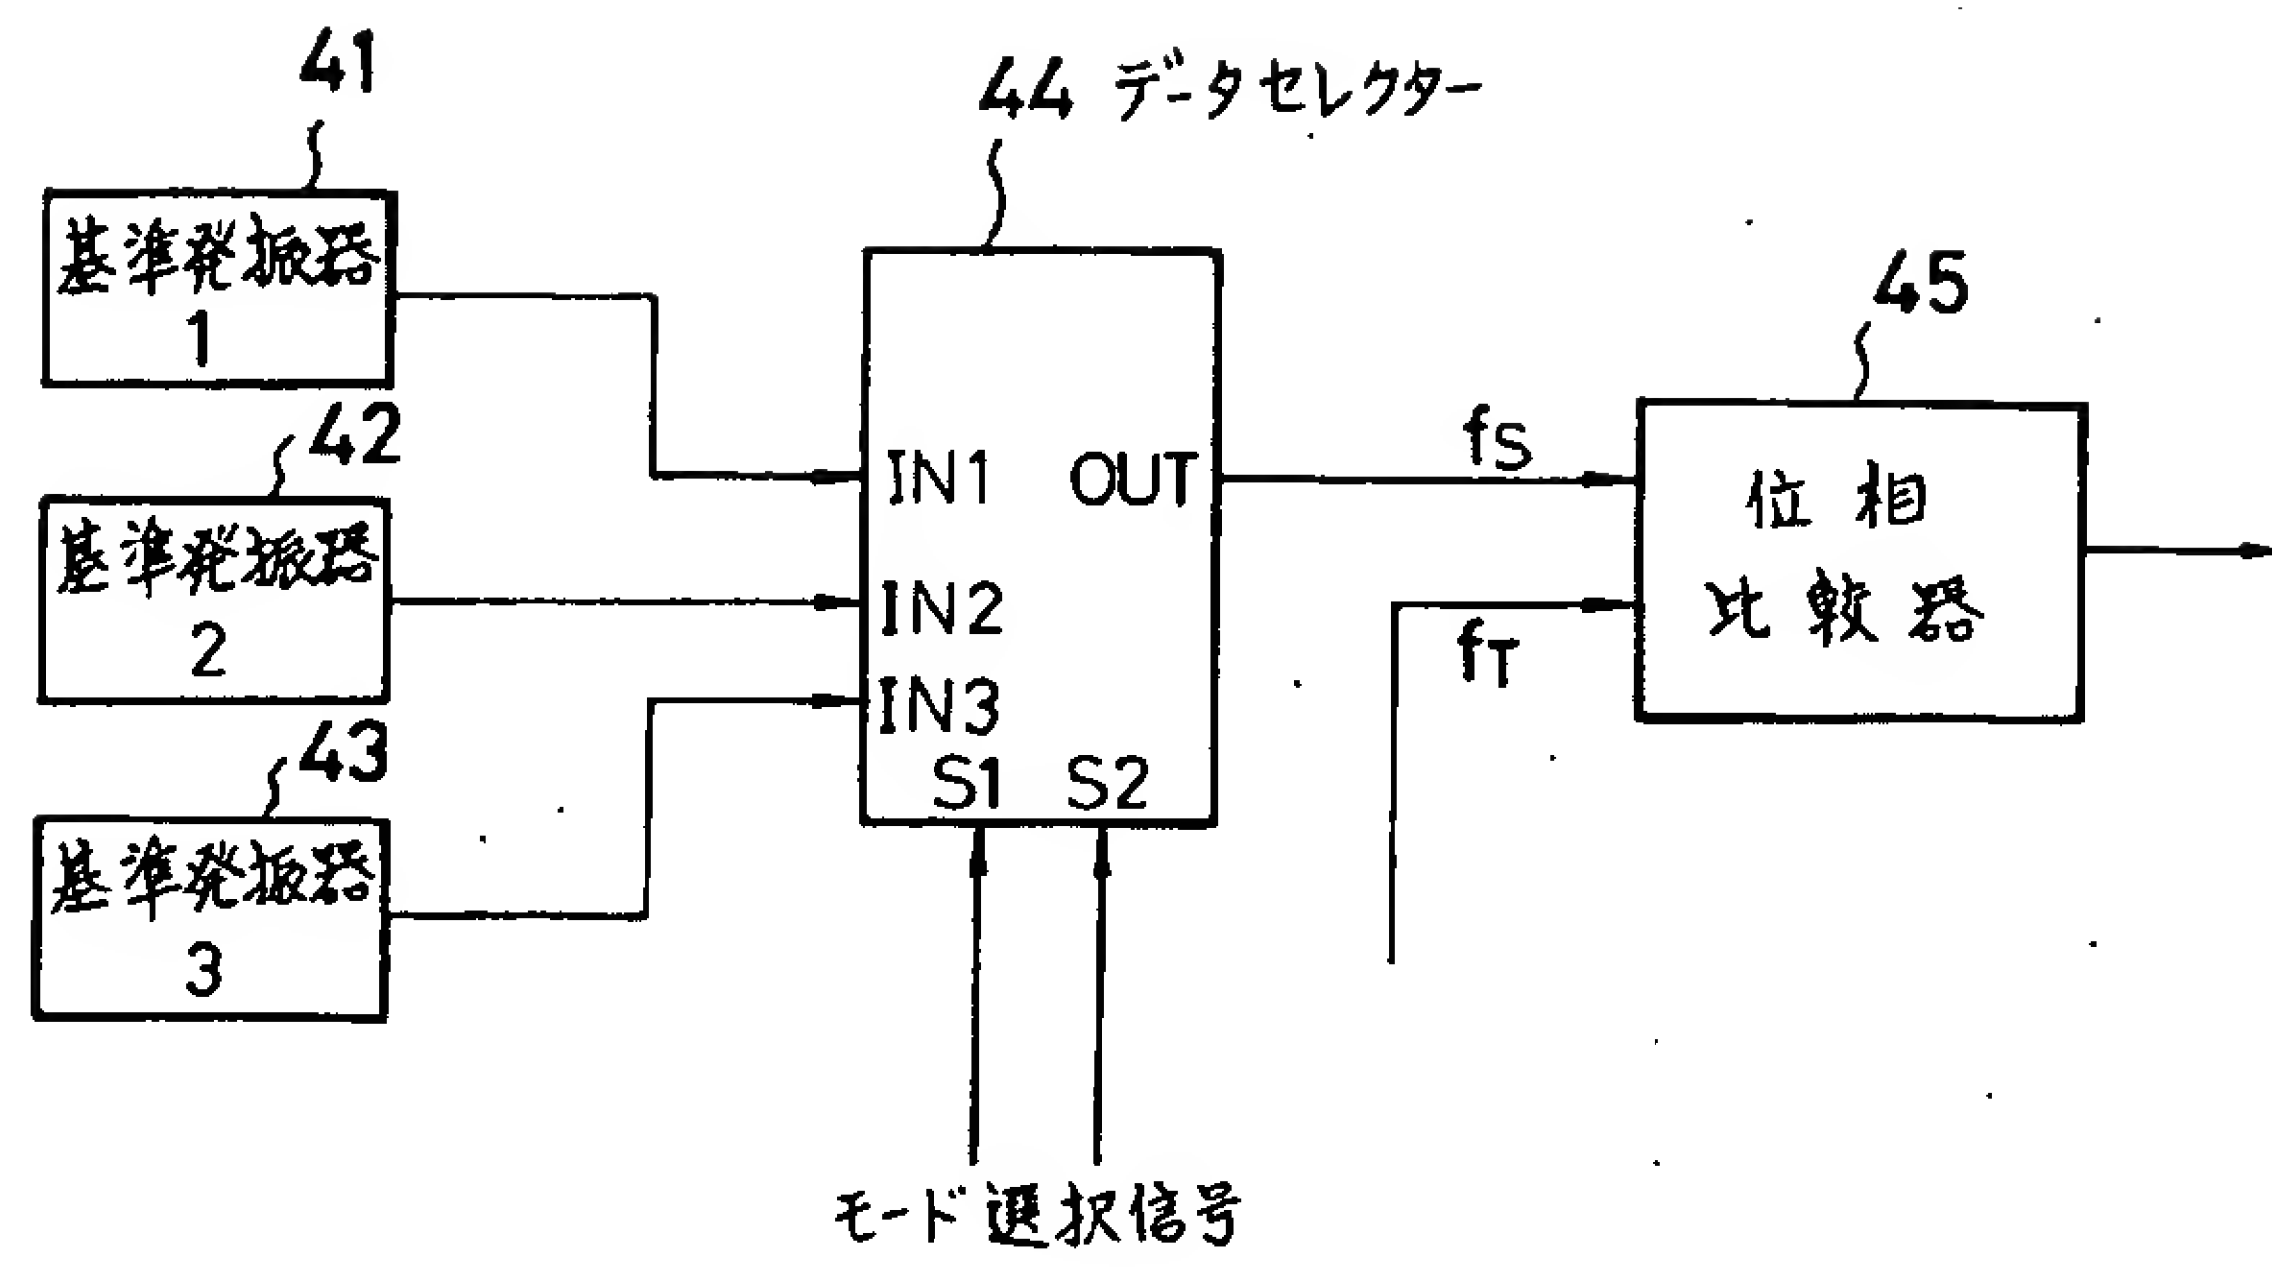 41
基準発振器
1
42
基準発振器
2
43
基準発振器
3
44 データセレクター
IN1
OUT
IN2
IN3
S1
S2
モード選択信号
fS
fT
45
位相
比較器